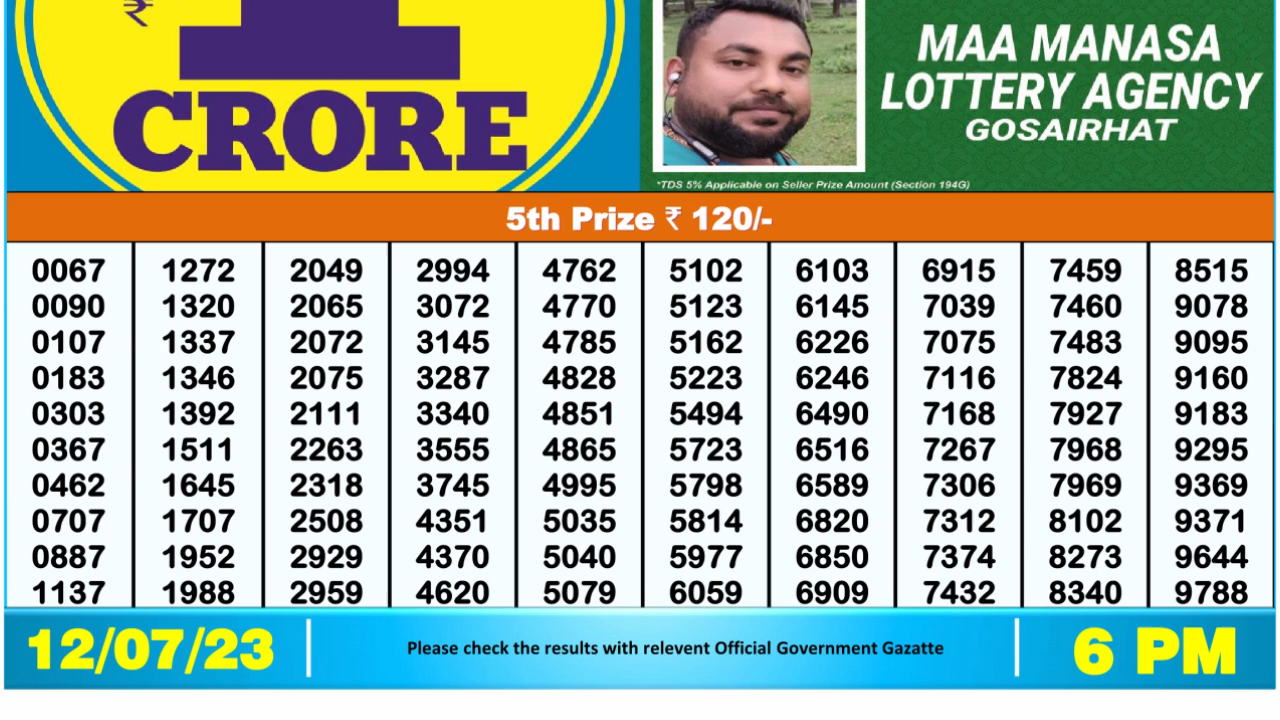 ₹ 1
CRORE
MAA MANASA
LOTTERY AGENCY
GOSAIRHAT
*TDS 5% Applicable on Seller Prize Amount (Section 194G)
5th Prize ₹ 120/-
0067 1272 2049 2994 4762 5102 6103 6915 7459 8515
0090 1320 2065 3072 4770 5123 6145 7039 7460 9078
0107 1337 2072 3145 4785 5162 6226 7075 7483 9095
0183 1346 2075 3287 4828 5223 6246 7116 7824 9160
0303 1392 2111 3340 4851 5494 6490 7168 7927 9183
0367 1511 2263 3555 4865 5723 6516 7267 7968 9295
0462 1645 2318 3745 4995 5798 6589 7306 7969 9369
0707 1707 2508 4351 5035 5814 6820 7312 8102 9371
0887 1952 2929 4370 5040 5977 6850 7374 8273 9644
1137 1988 2959 4620 5079 6059 6909 7432 8340 9788
12/07/23 Please check the results with relevent Official Government Gazatte 6 PM